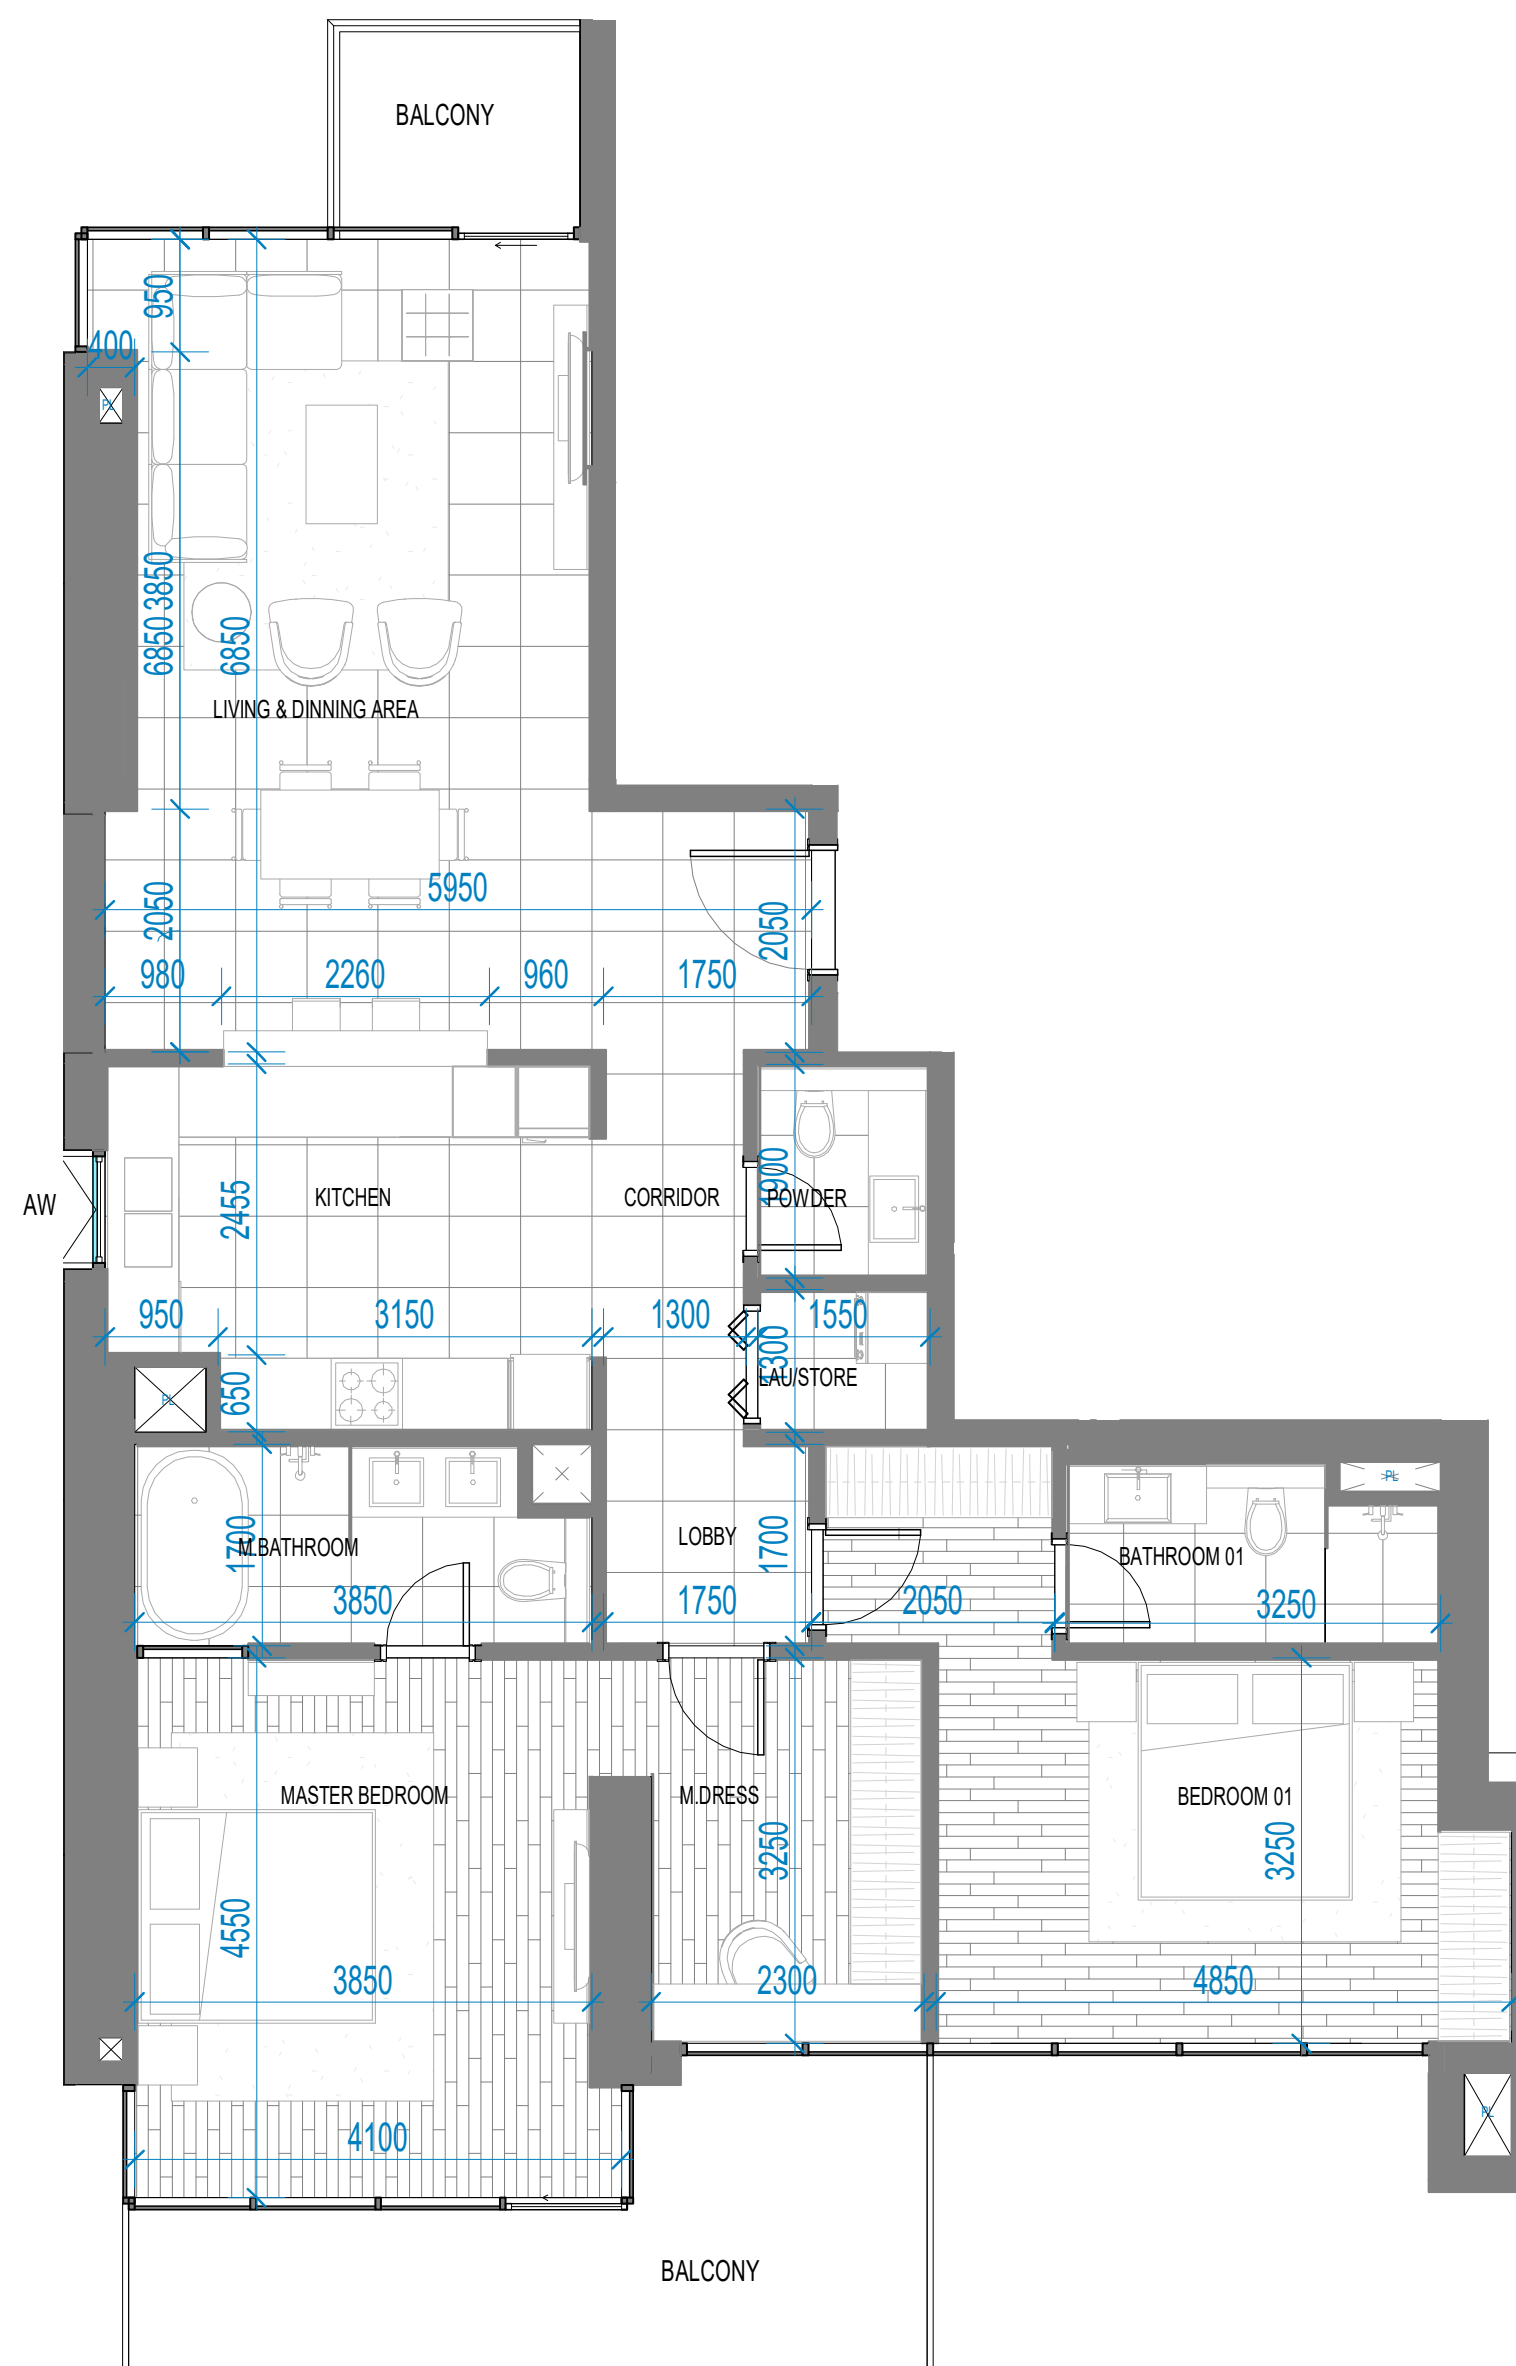 BALCONY
950
400
PL
3850
6850
6850
LIVING & DINNING AREA
5950
2050
2050
980
2260
960
1750
AW
KITCHEN
CORRIDOR
POWDER
1900
2455
950
3150
1300
1550
1300
LAU/STORE
650
PL
PL
LOBBY
M.BATHROOM
1700
1700
BATHROOM 01
3850
1750
2050
3250
MASTER BEDROOM
M.DRESS
BEDROOM 01
3250
3250
4550
3850
2300
4850
PL
4100
BALCONY